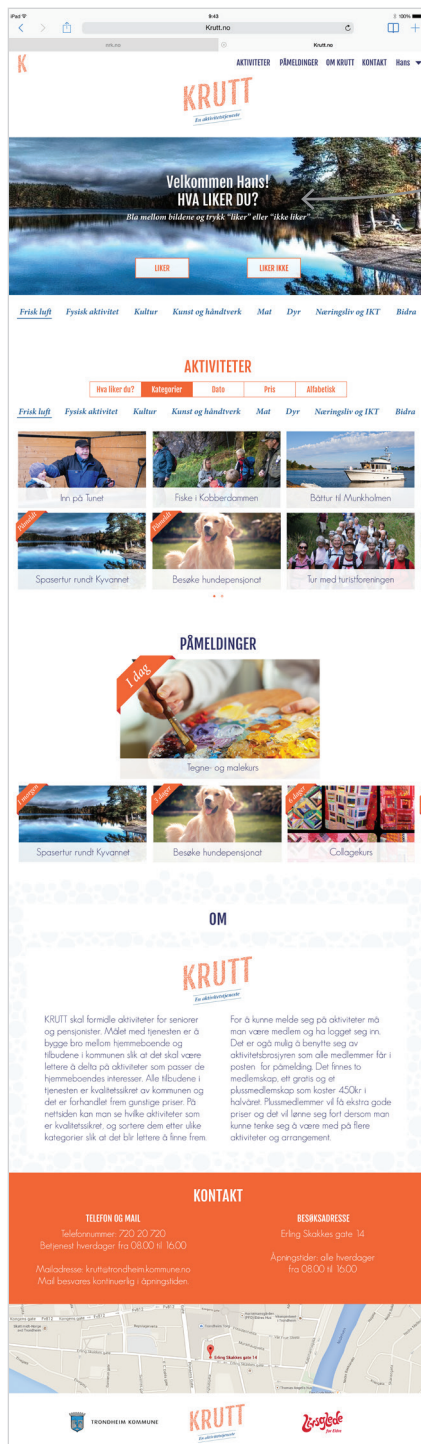 iPad
9:43
100%
Krutt.no
Krutt.no
K
AKTIVITETER PÅMELDINGER OM KRUTT KONTAKT Hans
KRUTT
En aktivitetstjeneste
Velkommen Hans!
HVA LIKER DU?
Bla mellom bildene og trykk "liker" eller "ikke liker"
LIKER
LIKER IKKE
Frisk luft Fysisk aktivitet Kultur Kunst og håndtverk Mat Dyr Næringsliv og IKT Bidra
AKTIVITETER
Hva liker du? Kategorier Dato Pris Alfabetisk
Frisk luft Fysisk aktivitet Kultur Kunst og håndtverk Mat Dyr Næringsliv og IKT Bidra
Inn på Tunet
Fiske i Kobberdammen
Båttur til Munkholmen
Påmeldt
Spasertur rundt Kyvannet
Påmeldt
Besøke hundepensjonat
Tur med turistforeningen
PÅMELDINGER
1 dag
Tegne- og malekurs
I morgen
Spasertur rundt Kyvannet
3 dager
Besøke hundepensjonat
6 dager
Collagekurs
OM
KRUTT
En aktivitetstjeneste
KRUTT skal formidle aktiviteter for seniorer
og pensjonister. Målet med tjenesten er å
bygge bro mellom hjemmeboende og
tilbudene i kommunen slik at det skal være
lettere å delta på aktiviteter som passer de
hjemmeboendes interesser. Alle tilbudene i
tjenesten er kvalitetssikret av kommunen og
det er forhandlet frem gunstige priser. På
nettsiden kan man se hvilke aktiviteter som
er kvalitetssikret, og sortere dem etter ulike
kategorier slik at det blir lettere å finne frem.
For å kunne melde seg på aktiviteter må
man være medlem og ha logget seg inn.
Det er ogå mulig å benytte seg av
aktivitetsbrosjyren som alle medlemmer får i
posten for påmelding. Det finnes to
medlemskap, ett gratis og et
plussmedlemskap som koster 450kr i
halvåret. Plussmedlemmer vil få ekstra gode
priser og det vil lønne seg fort dersom man
kunne tenke seg å være med på flere
aktiviteter og arrangement.
KONTAKT
TELEFON OG MAIL
Telefonnummer: 720 20 720
Betjenest hverdager fra 08.00 til 16.00
Mailadresse: krutt@trondheim.kommune.no
Mail besvares kontinuerlig i åpningstiden.
BESØKSADRESSE
Erling Skakkes gate 14
Åpningstider: alle hverdager
fra 08.00 til 16.00
Erling Skakkes gate 14
TRONDHEIM KOMMUNE
KRUTT
En aktivitetstjeneste
Livsglede
for Eldre